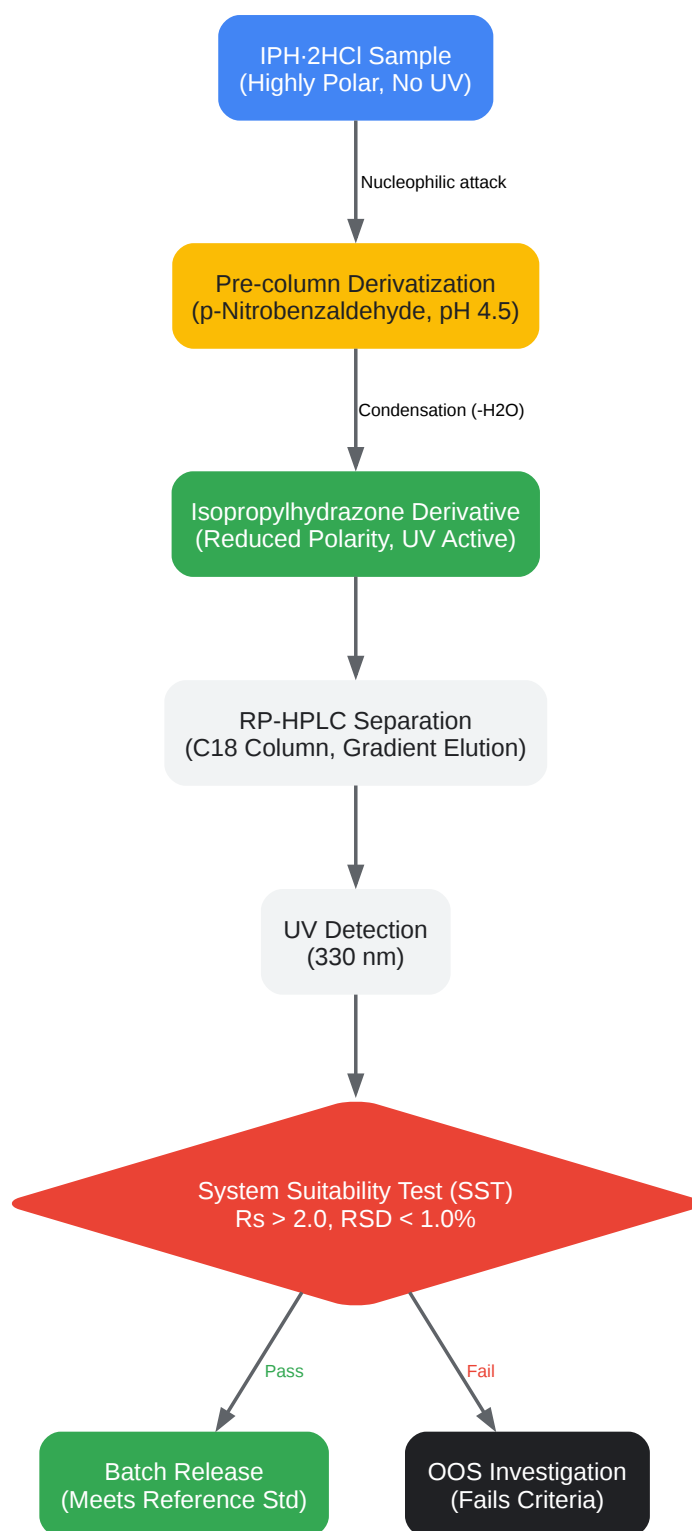 IPH·2HCl Sample
(Highly Polar, No UV)
Nucleophilic attack
Pre-column Derivatization
(p-Nitrobenzaldehyde, pH 4.5)
Condensation (-H2O)
Isopropylhydrazone Derivative
(Reduced Polarity, UV Active)
RP-HPLC Separation
(C18 Column, Gradient Elution)
UV Detection
(330 nm)
System Suitability Test (SST)
Rs > 2.0, RSD < 1.0%
Pass
Fail
Batch Release
(Meets Reference Std)
OOS Investigation
(Fails Criteria)